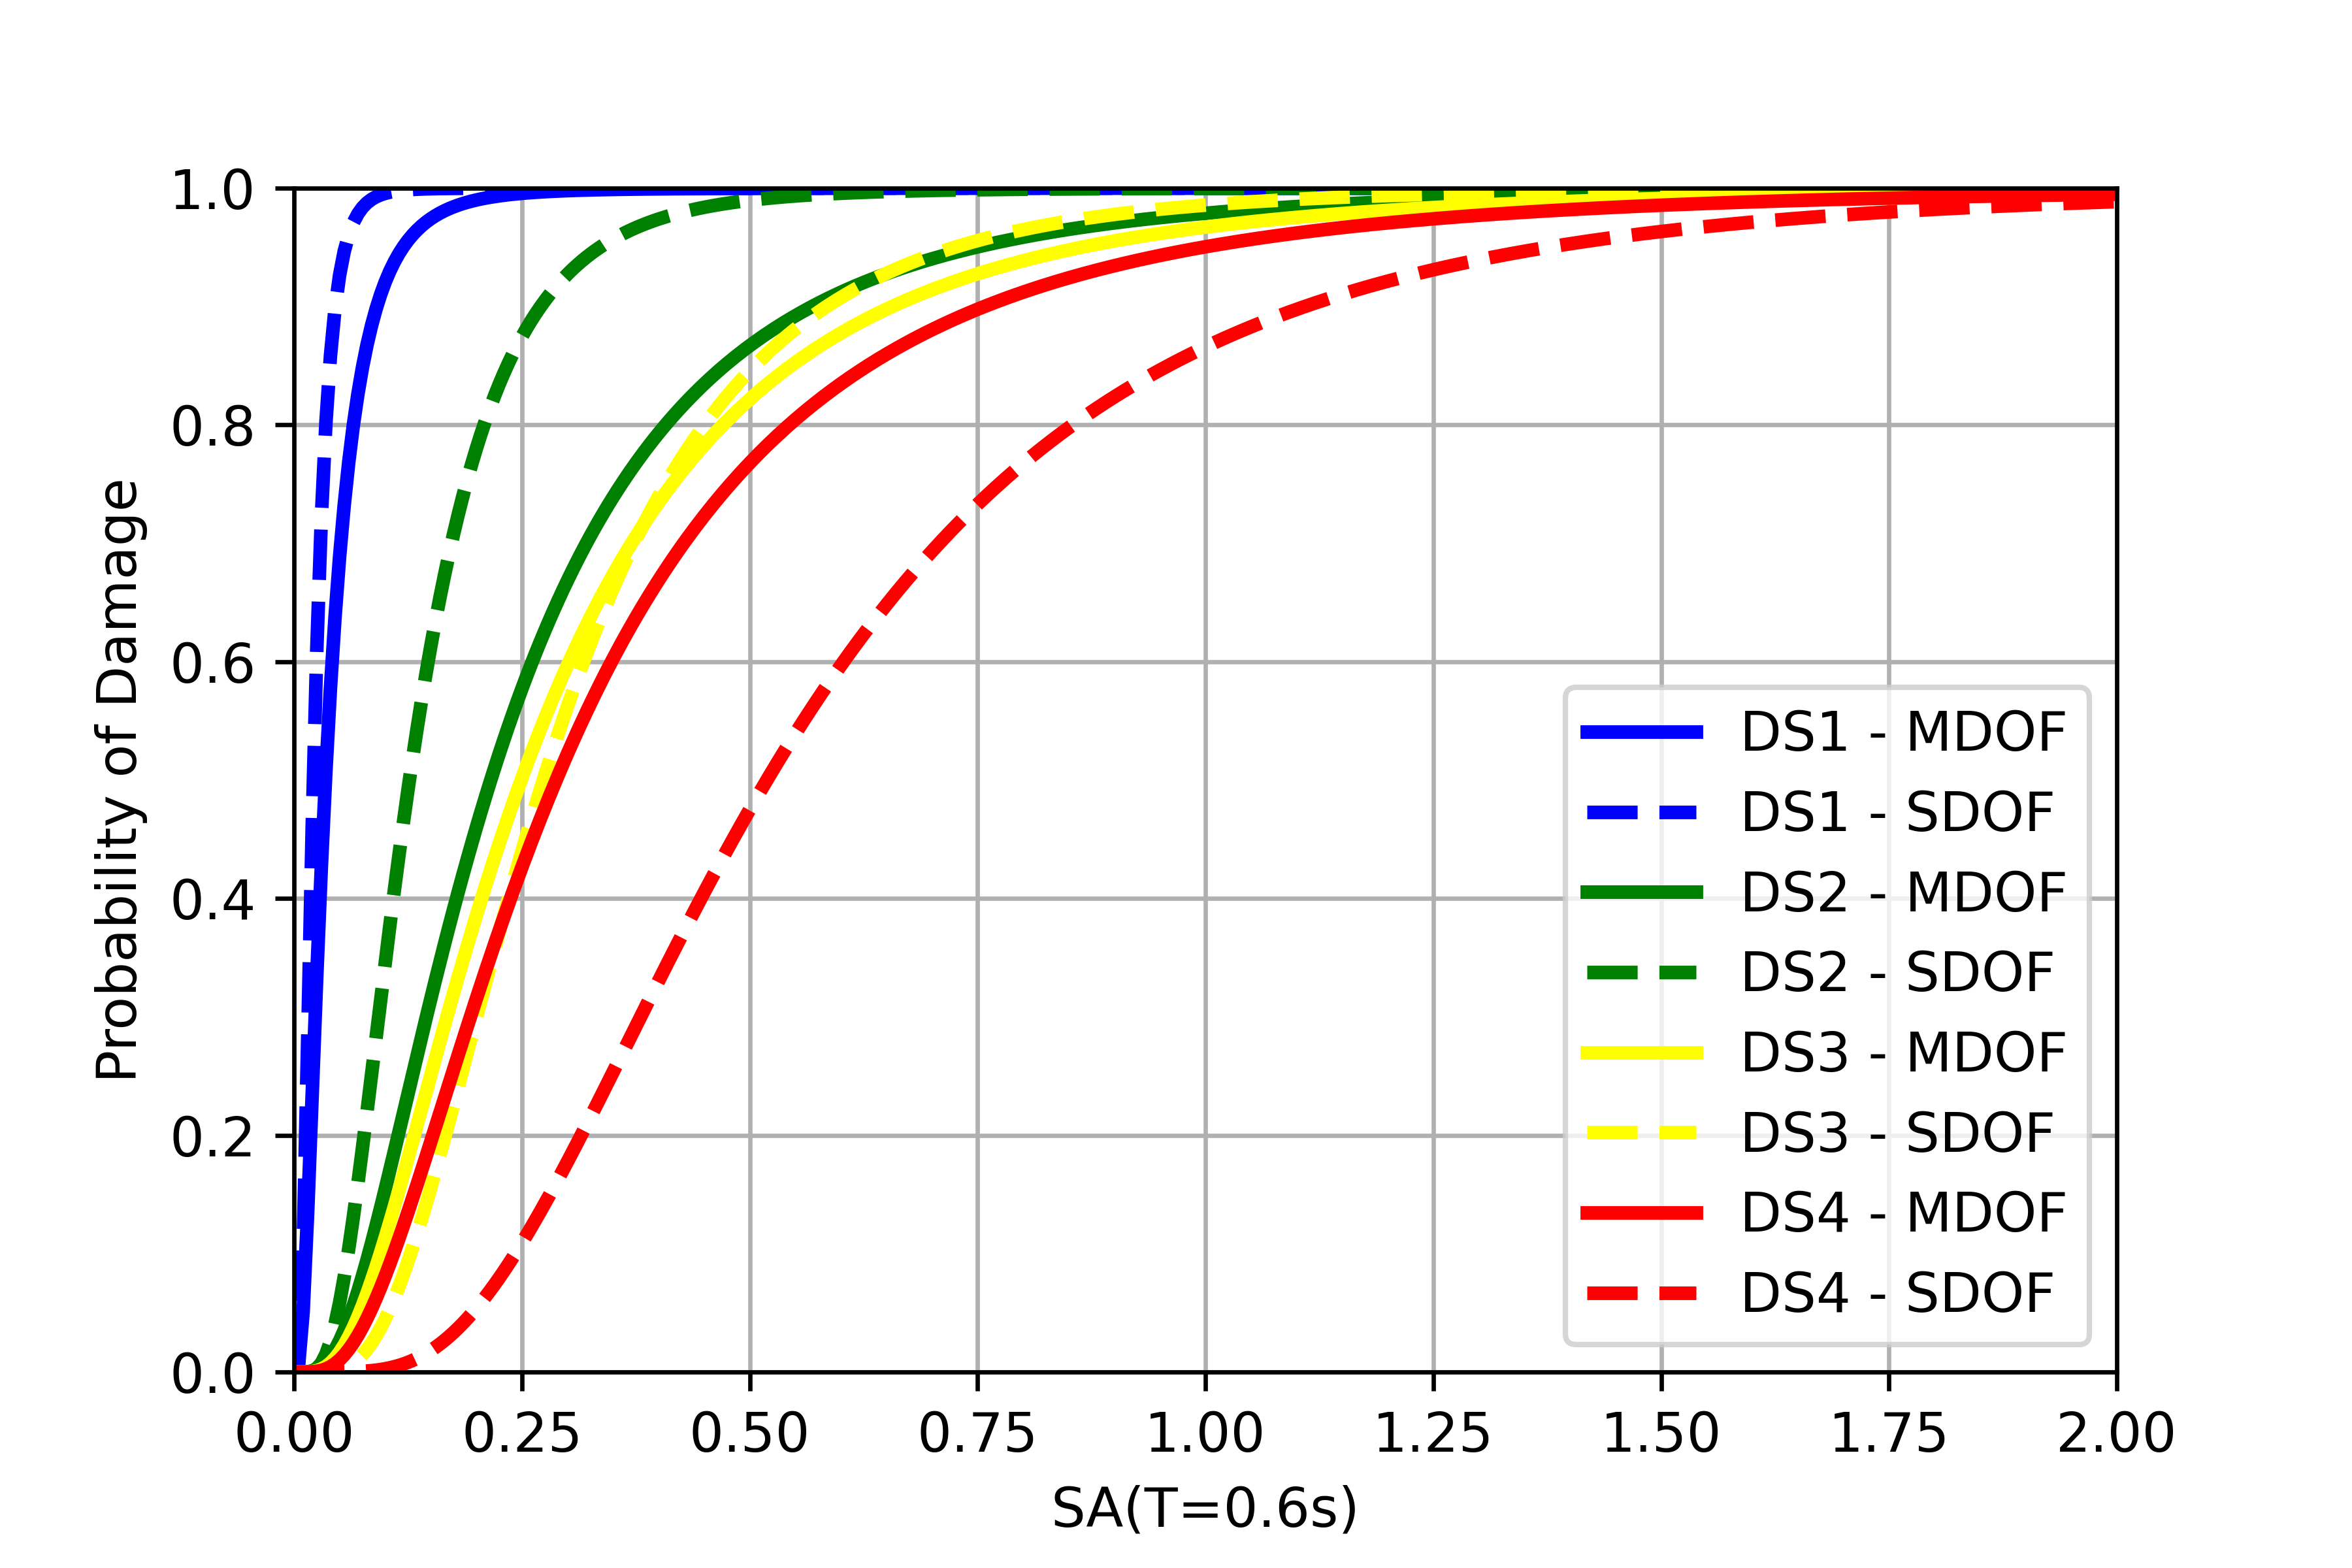 1.0
0.8
0.6
0.4
0.2
0.0
Probability of Damage
0.00 0.25 0.50 0.75 1.00 1.25 1.50 1.75 2.00
SA(T=0.6s)
DS1 - MDOF
DS1 - SDOF
DS2 - MDOF
DS2 - SDOF
DS3 - MDOF
DS3 - SDOF
DS4 - MDOF
DS4 - SDOF